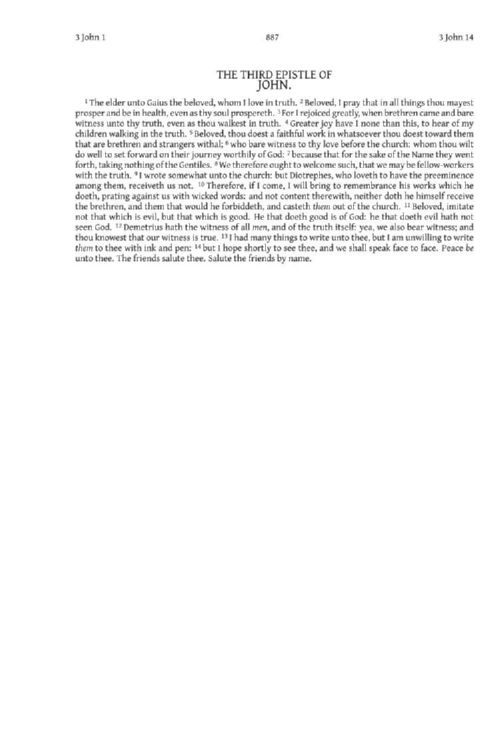 3 John 1 887 3 John 14
THE THIRD EPISTLE OF
JOHN.
1 The elder unto Gaius the beloved, whom I love in truth. 2 Beloved, I pray that in all things thou mayest
prosper and be in health, even as thy soul prospereth. 3 For I rejoiced greatly, when brethren came and bare
witness unto thy truth, even as thou walkest in truth. 4 Greater joy have I none than this, to hear of my
children walking in the truth. 5 Beloved, thou doest a faithful work in whatsoever thou doest toward them
that are brethren and strangers withal; 6 who bare witness to thy love before the church: whom thou wilt
do well to set forward on their journey worthily of God: 7 because that for the sake of the Name they went
forth, taking nothing of the Gentiles. 8 We therefore ought to welcome such, that we may be fellow-workers
with the truth. 9 I wrote somewhat unto the church: but Diotrephes, who loveth to have the preeminence
among them, receiveth us not. 10 Therefore, if I come, I will bring to remembrance his works which he
doeth, prating against us with wicked words: and not content therewith, neither doth he himself receive
the brethren, and them that would he forbiddeth, and casteth them out of the church. 11 Beloved, imitate
not that which is evil, but that which is good. He that doeth good is of God: he that doeth evil hath not
seen God. 12 Demetrius hath the witness of all men, and of the truth itself: yea, we also bear witness; and
thou knowest that our witness is true. 13 I had many things to write unto thee, but I am unwilling to write
them to thee with ink and pen: 14 but I hope shortly to see thee, and we shall speak face to face. Peace be
unto thee. The friends salute thee. Salute the friends by name.